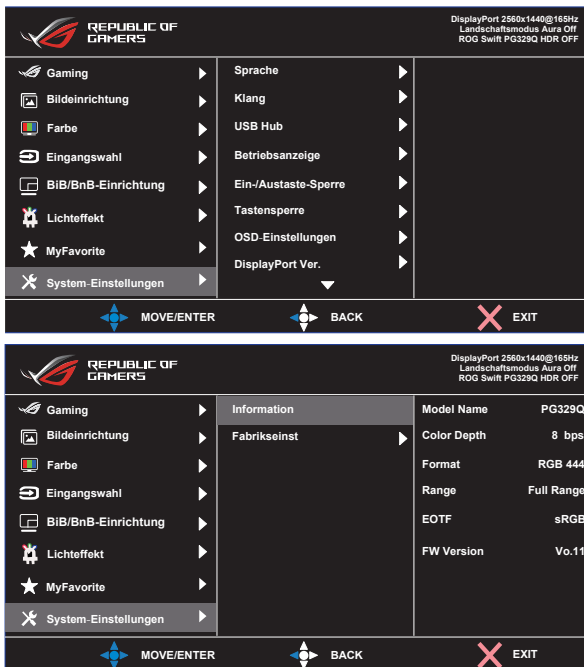 REPUBLIC OF
GAMERS
DisplayPort 2560x1440@165Hz
Landschaftsmodus Aura Off
ROG Swift PG329Q HDR OFF
Gaming
Bildeinrichtung
Farbe
Eingangswahl
BiB/BnB-Einrichtung
Lichteffekt
MyFavorite
System-Einstellungen
Sprache
Klang
USB Hub
Betriebsanzeige
Ein-/Austaste-Sperre
Tastensperre
OSD-Einstellungen
DisplayPort Ver.
MOVE/ENTER
BACK
EXIT
REPUBLIC OF
GAMERS
DisplayPort 2560x1440@165Hz
Landschaftsmodus Aura Off
ROG Swift PG329Q HDR OFF
Gaming
Bildeinrichtung
Farbe
Eingangswahl
BiB/BnB-Einrichtung
Lichteffekt
MyFavorite
System-Einstellungen
Information
Fabrikseinst
Model Name PG329Q
Color Depth 8 bps
Format RGB 444
Range Full Range
EOTF sRGB
FW Version Vo.11
MOVE/ENTER
BACK
EXIT